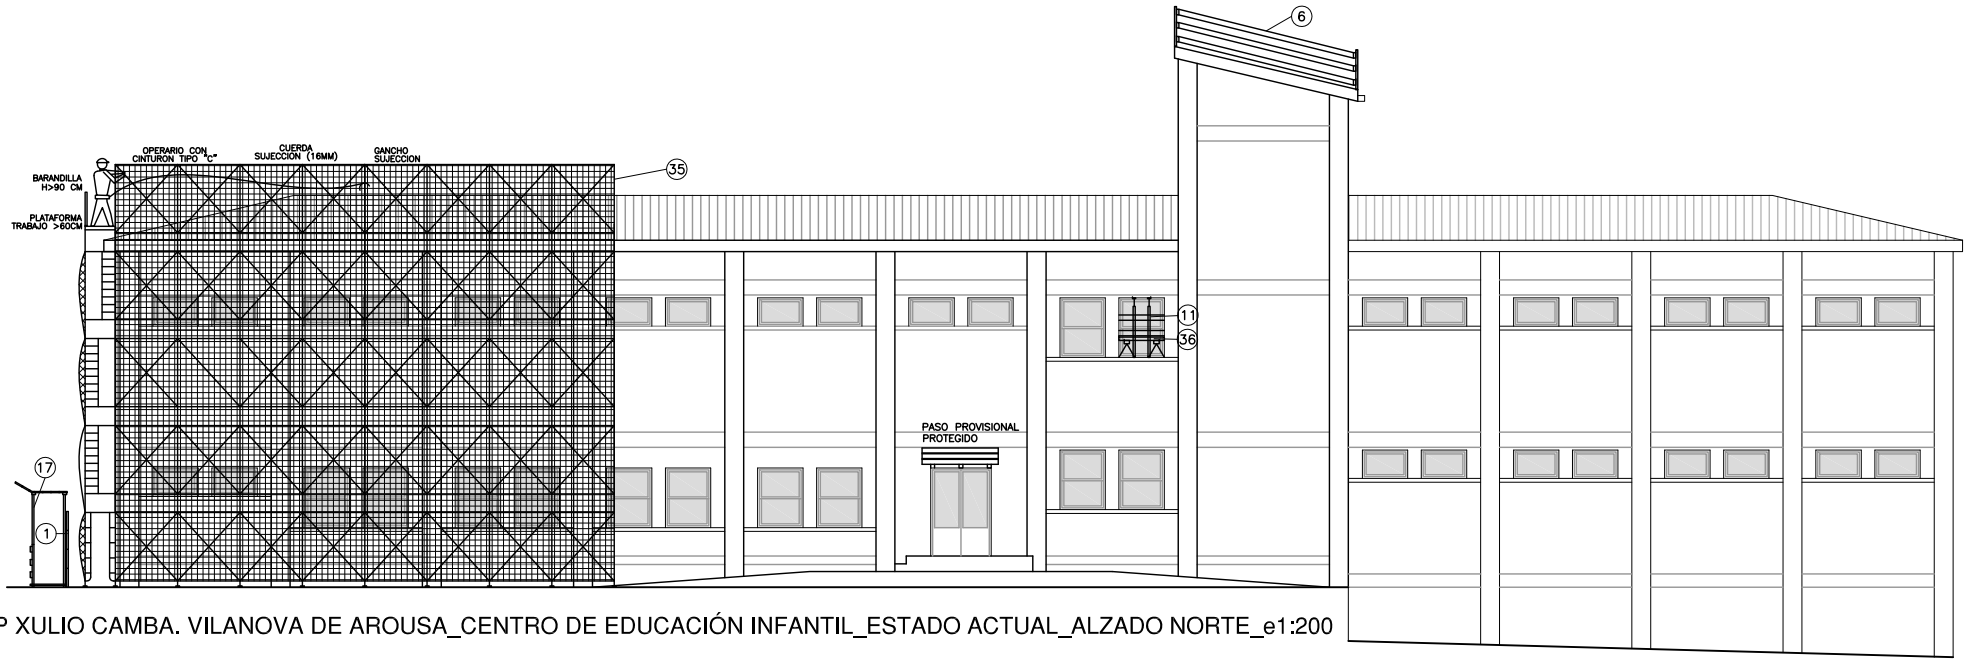 6
OPERARIO CON
CINTURON TIPO "C"
CUERDA
SUJECCIÓN (16MM)
GANCHO
SUJECCION
35
BARANDILLA
H>90 CM
PLATAFORMA
TRABAJO >60CM
11
36
PASO PROVISIONAL
PROTEGIDO
17
1
P XULIO CAMBA. VILANOVA DE AROUSA_CENTRO DE EDUCACIÓN INFANTIL_ESTADO ACTUAL_ALZADO NORTE_e1:200